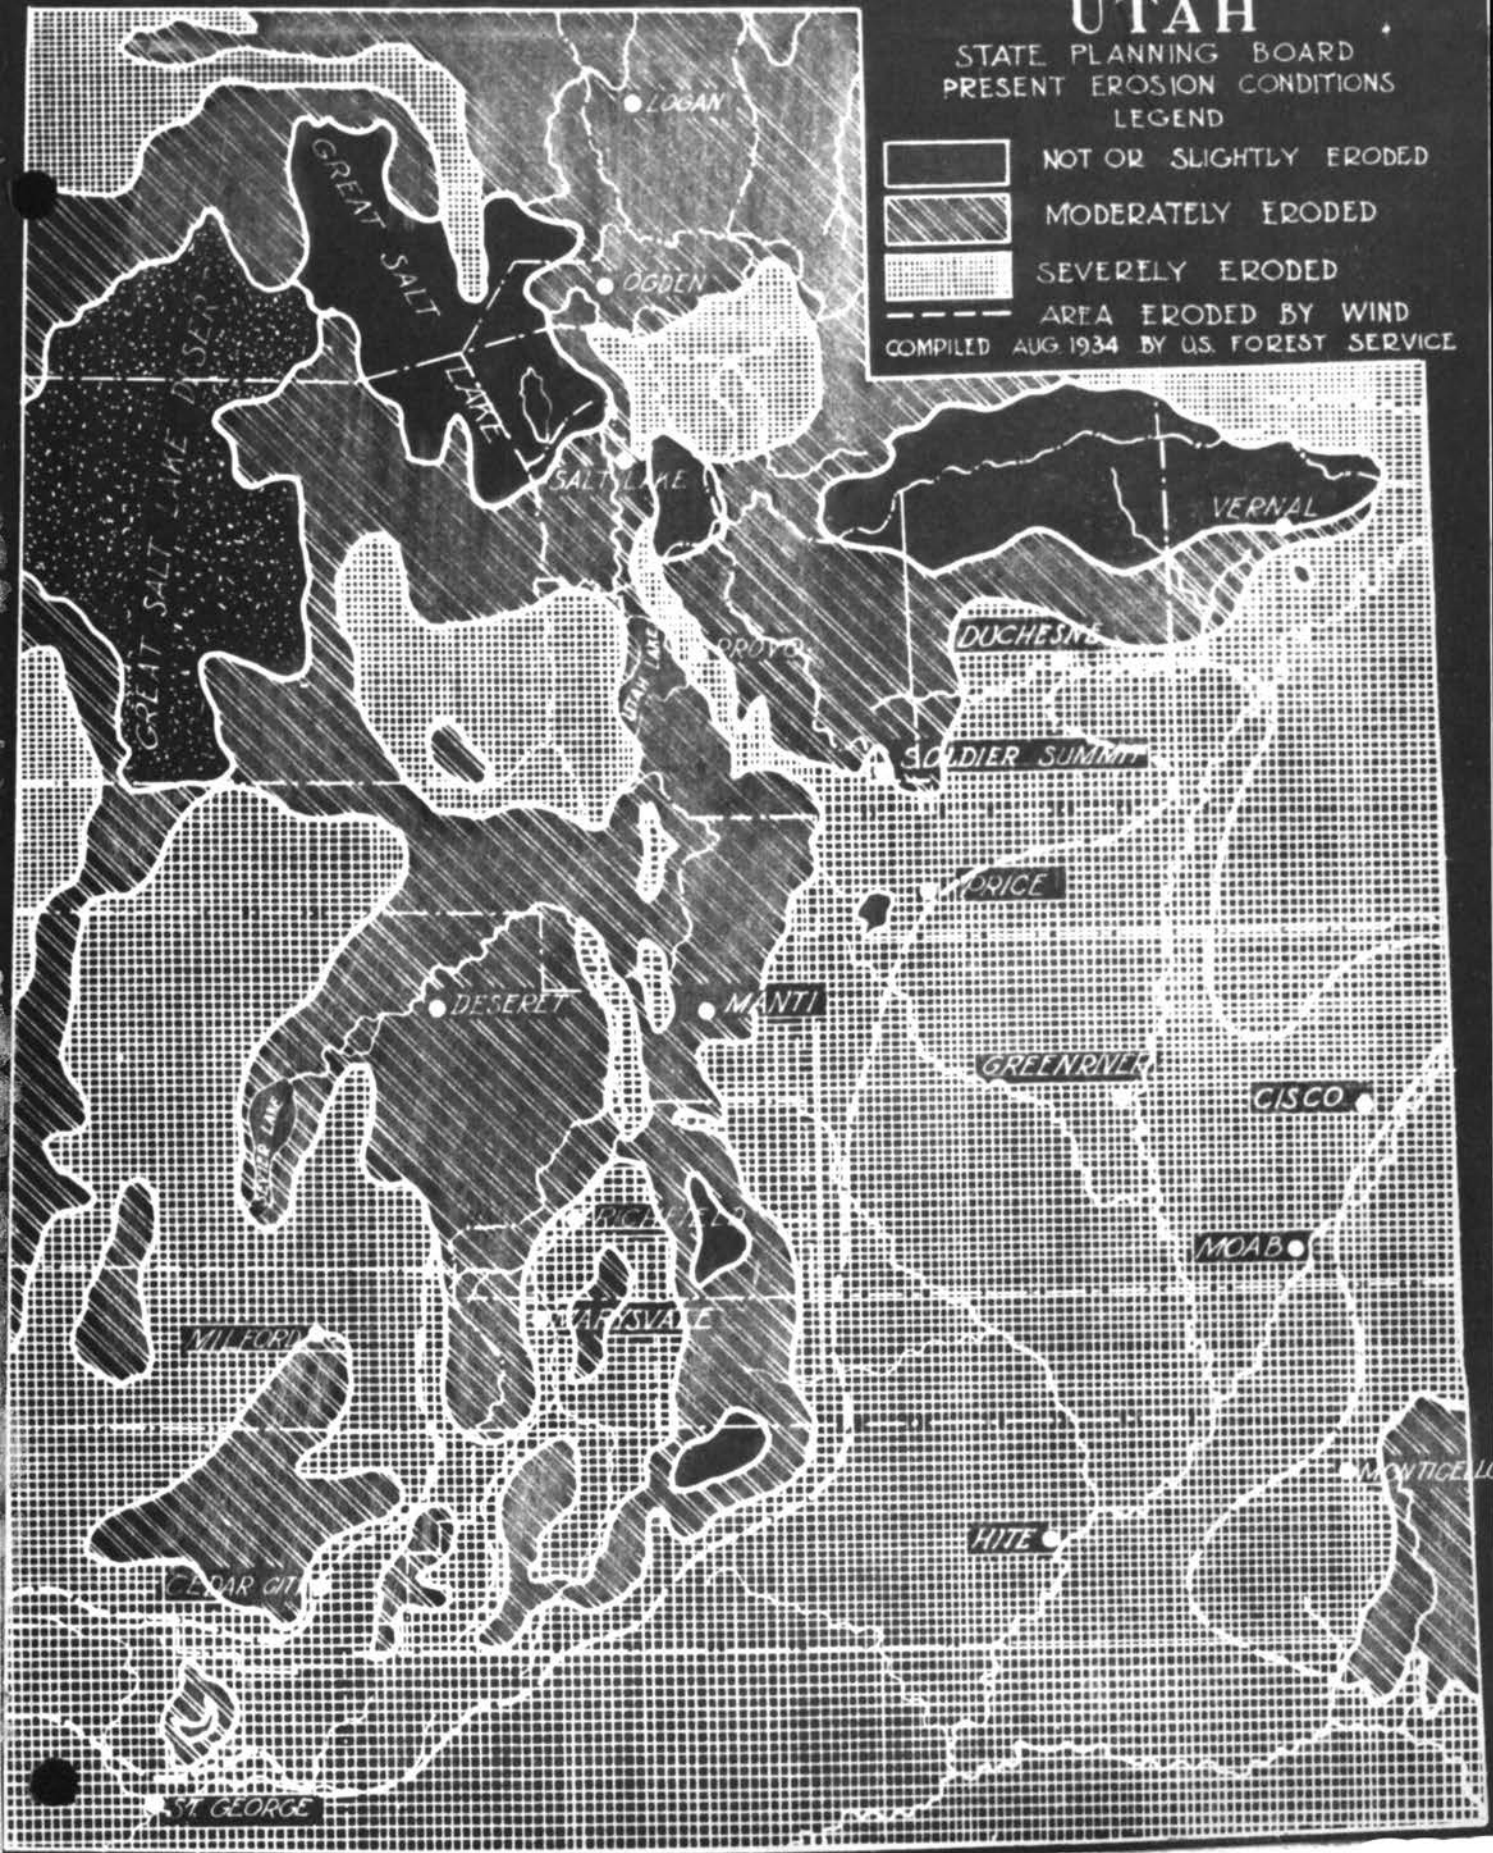 UTAH
STATE PLANNING BOARD
PRESENT EROSION CONDITIONS
LEGEND
NOT OR SLIGHTLY ERODED
MODERATELY ERODED
SEVERELY ERODED
AREA ERODED BY WIND
COMPILED AUG. 1934 BY U.S. FOREST SERVICE
LOGAN
GREAT SALT LAKE
OGDEN
GREAT SALT LAKE DISERT
SALT LAKE
VERNAL
DUCHESNE
PROVO
UTAH LAKE
SOLDIER SUMMIT
PRICE
DESERET
MANTI
GREENRIVER
CISCO
SEVIER LAKE
RICHFIELD
MOAB
MARYSVALE
MILFORD
MONTICELLO
HITE
CEDAR CITY
ST. GEORGE